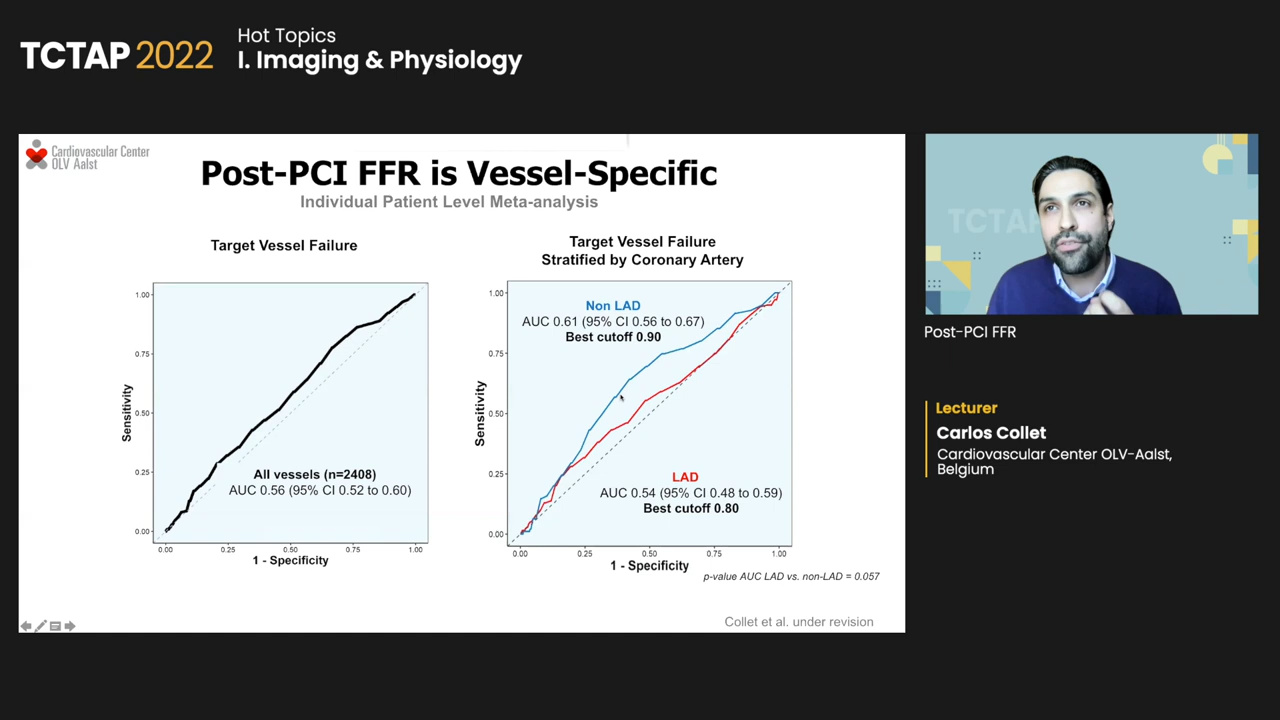 TCTAP 2022
Hot Topics
I. Imaging & Physiology
Cardiovascular Center
OLV Aalst
Post-PCI FFR is Vessel-Specific
Individual Patient Level Meta-analysis
Target Vessel Failure
Sensitivity
1.00
0.75
0.50
0.25
0.00
All vessels (n=2408)
AUC 0.56 (95% CI 0.52 to 0.60)
0.00 0.25 0.50 0.75 1.00
1 - Specificity
Target Vessel Failure
Stratified by Coronary Artery
Sensitivity
1.00
0.75
0.50
0.25
0.00
Non LAD
AUC 0.61 (95% CI 0.56 to 0.67)
Best cutoff 0.90
LAD
AUC 0.54 (95% CI 0.48 to 0.59)
Best cutoff 0.80
0.00 0.25 0.50 0.75 1.00
1 - Specificity
p-value AUC LAD vs. non-LAD = 0.057
Collet et al. under revision
TCTAP
Post-PCI FFR
Lecturer
Carlos Collet
Cardiovascular Center OLV-Aalst,
Belgium